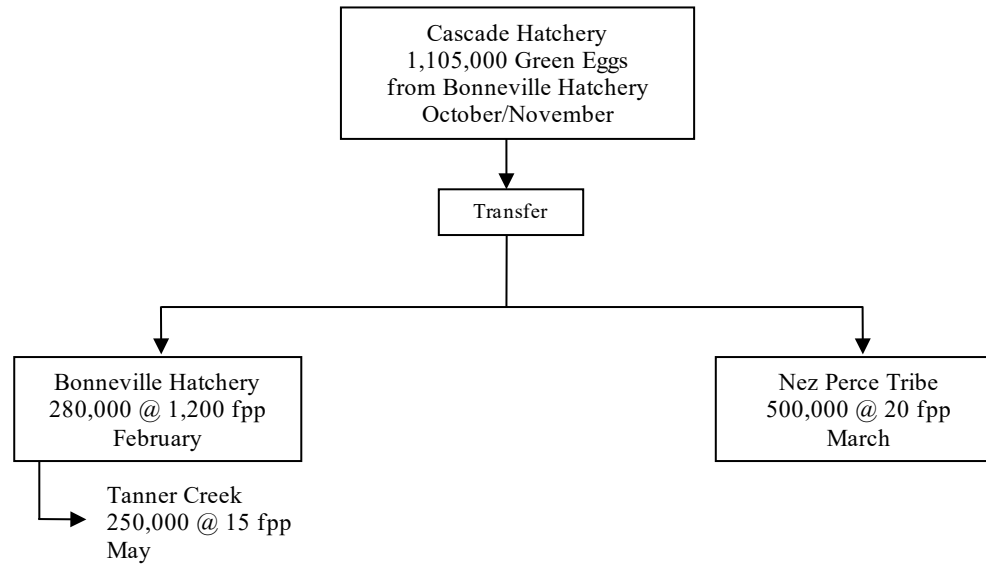 Cascade Hatchery
1,105,000 Green Eggs
from Bonneville Hatchery
October/November
Transfer
Bonneville Hatchery
280,000 @ 1,200 fpp
February
Nez Perce Tribe
500,000 @ 20 fpp
March
Tanner Creek
250,000 @ 15 fpp
May